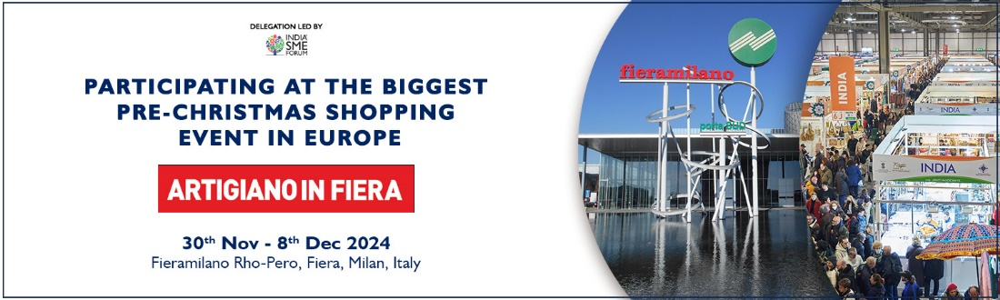 DELEGATION LED BY
INDIA
SME
FORUM
PARTICIPATING AT THE BIGGEST
PRE-CHRISTMAS SHOPPING
EVENT IN EUROPE
ARTIGIANO IN FIERA
30th Nov - 8th Dec 2024
Fieramilano Rho-Pero, Fiera, Milan, Italy
fieramilano
porta SUD
INDIA
INDIA
INDIA